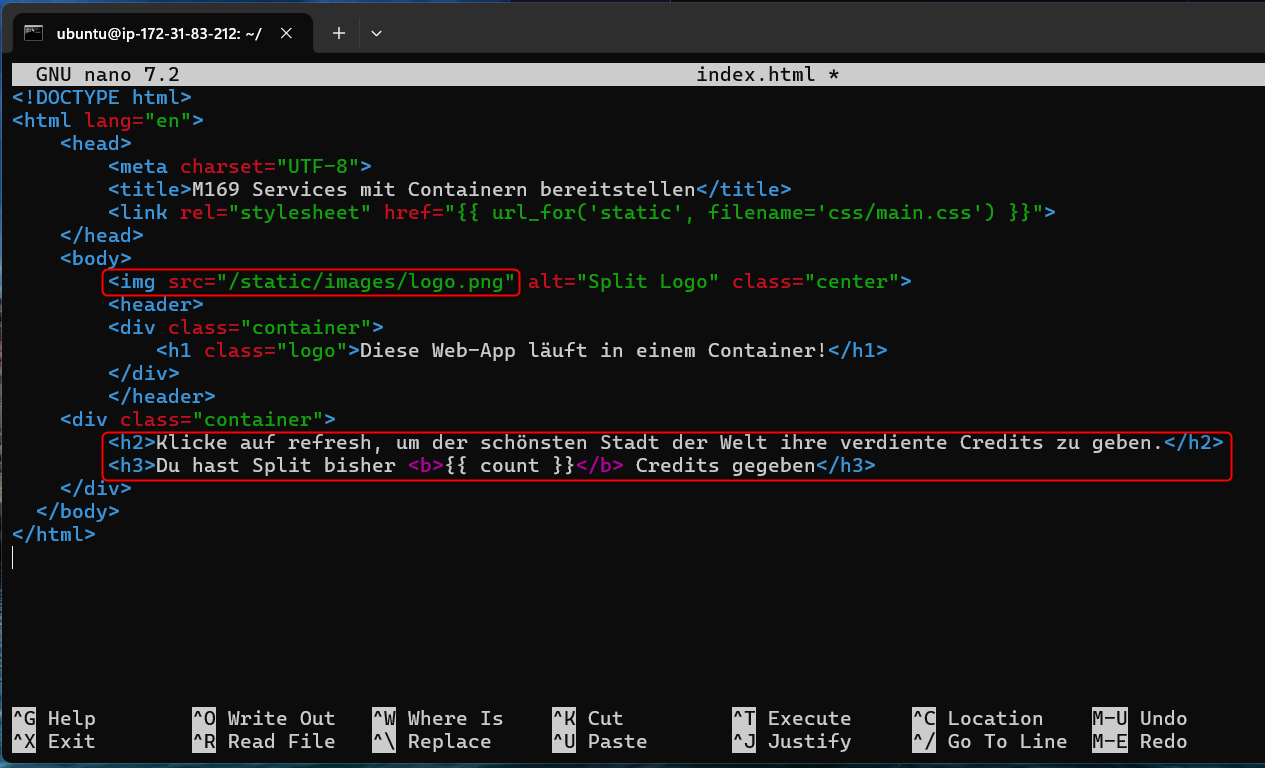 ubuntu@ip-172-31-83-212: ~/
GNU nano 7.2 index.html *
<!DOCTYPE html>
<html lang="en">
    <head>
        <meta charset="UTF-8">
        <title>M169 Services mit Containern bereitstellen</title>
        <link rel="stylesheet" href="{{ url_for('static', filename='css/main.css') }}">
    </head>
    <body>
        <img src="/static/images/logo.png" alt="Split Logo" class="center">
        <header>
        <div class="container">
            <h1 class="logo">Diese Web-App läuft in einem Container!</h1>
        </div>
        </header>
    <div class="container">
        <h2>Klicke auf refresh, um der schönsten Stadt der Welt ihre verdiente Credits zu geben.</h2>
        <h3>Du hast Split bisher <b>{{ count }}</b> Credits gegeben</h3>
    </div>
  </body>
</html>
^G Help ^O Write Out ^W Where Is ^K Cut ^T Execute ^C Location M-U Undo
^X Exit ^R Read File ^\ Replace ^U Paste ^J Justify ^/ Go To Line M-E Redo